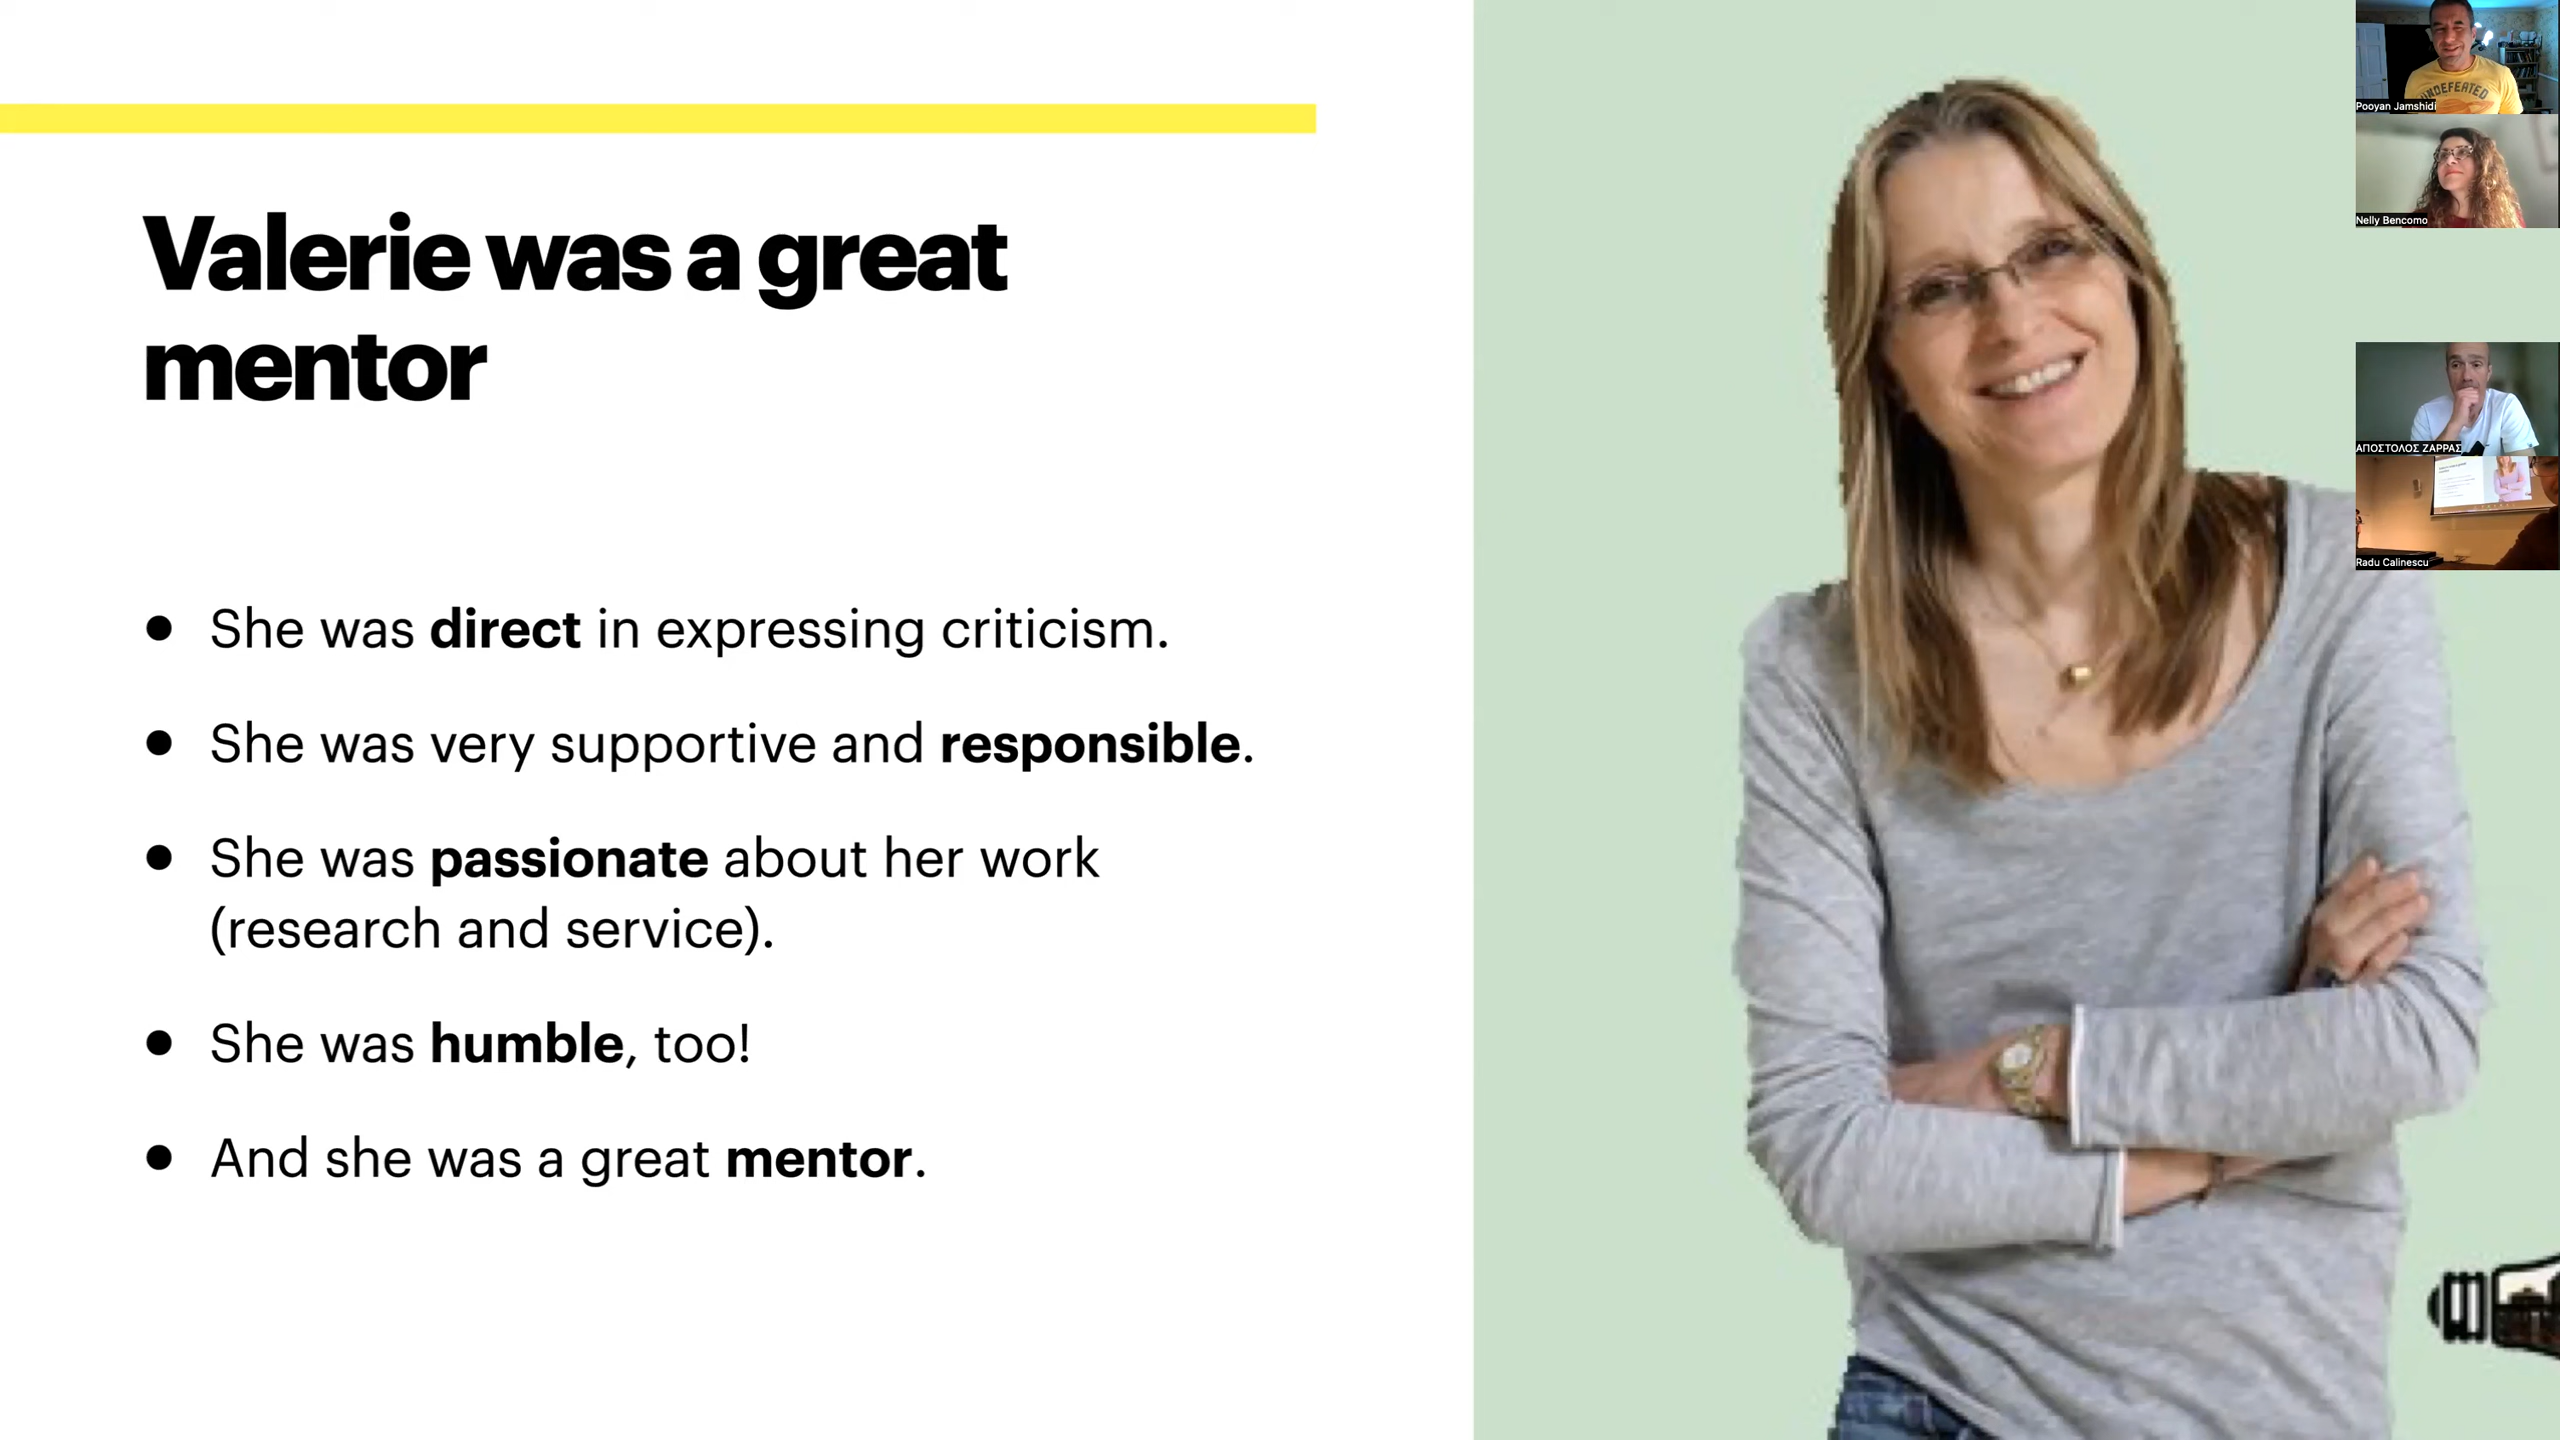 Valerie was a great
mentor
● She was direct in expressing criticism.
● She was very supportive and responsible.
● She was passionate about her work
(research and service).
● She was humble, too!
● And she was a great mentor.
UNDEFEATED
Pooyan Jamshidi
Nelly Bencomo
ΑΠΟΣΤΟΛΟΣ ΖΑΡΡΑΣ
Radu Calinescu